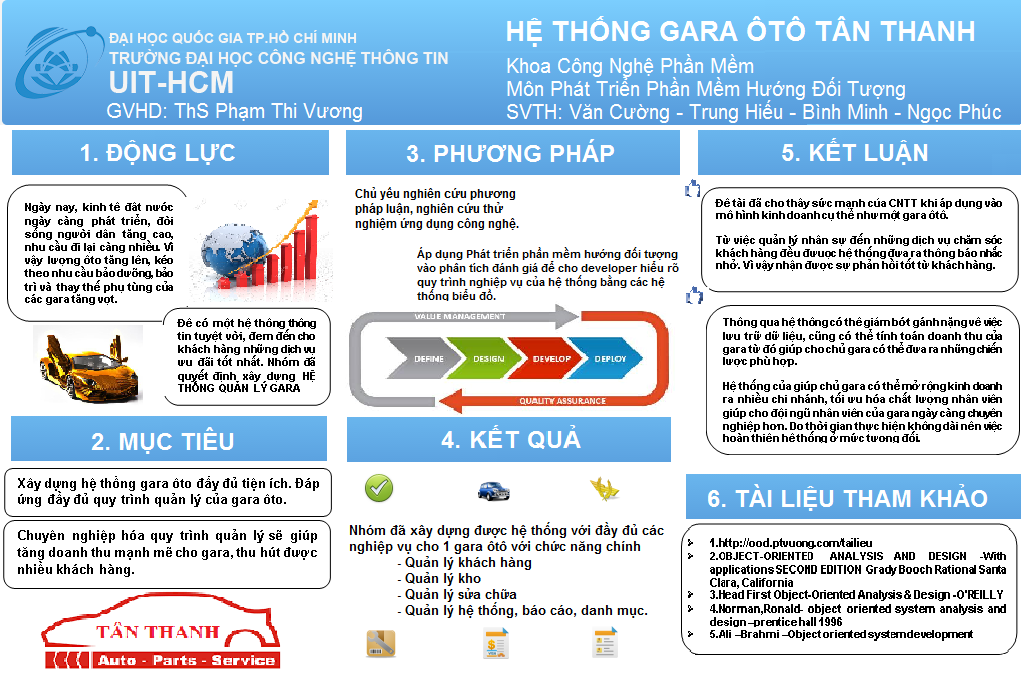 ĐẠI HỌC QUỐC GIA TP.HỒ CHÍ MINH
TRƯỜNG ĐẠI HỌC CÔNG NGHỆ THÔNG TIN
UIT-HCM
GVHD: ThS Phạm Thi Vương
HỆ THỐNG GARA ÔTÔ TÂN THANH
Khoa Công Nghệ Phần Mềm
Môn Phát Triển Phần Mềm Hướng Đối Tượng
SVTH: Văn Cường - Trung Hiếu - Bình Minh - Ngọc Phúc
1. ĐỘNG LỰC
Ngày nay, kinh tế đất nước
ngày càng phát triển, đời
sống người dân tăng cao,
nhu cầu đi lại càng nhiều. Vì
vậy lượng ôto tăng lên, kéo
theo nhu cầu bảo dưỡng, bảo
trì và thay thế phụ tùng của
các gara tăng vọt.
Để có một hệ thông thông
tin tuyệt vời, đem đến cho
khách hàng những dịch vụ
ưu đãi tốt nhất. Nhóm đã
quyết định xây dựng HỆ
THỐNG QUẢN LÝ GARA
2. MỤC TIÊU
Xây dựng hệ thống gara ôto đầy đủ tiện ích. Đáp
ứng đầy đủ quy trình quản lý của gara ôto.
Chuyên nghiệp hóa quy trình quản lý sẽ giúp
tăng doanh thu mạnh mẽ cho gara, thu hút được
nhiều khách hàng.
TÂN THANH
Auto - Parts - Service
3. PHƯƠNG PHÁP
Chủ yếu nghiên cứu phương
pháp luận, nghiên cứu thử
nghiệm ứng dụng công nghệ.
Áp dụng Phát triển phần mềm hướng đối tượng
vào phân tích đánh giá để cho developer hiểu rõ
quy trình nghiệp vụ của hệ thống bằng các hệ
thống biểu đồ.
VALUE MANAGEMENT
DEFINE DESIGN DEVELOP DEPLOY
QUALITY ASSURANCE
4. KẾT QUẢ
Nhóm đã xây dựng được hệ thống với đầy đủ các
nghiệp vụ cho 1 gara ôtô với chức năng chính
- Quản lý khách hàng
- Quản lý kho
- Quản lý sửa chữa
- Quản lý hệ thống, báo cáo, danh mục.
5. KẾT LUẬN
Đề tài đã cho thấy sức mạnh của CNTT khi áp dụng vào
mô hình kinh doanh cụ thể như một gara ôtô.
Từ việc quản lý nhân sự đến những dịch vụ chăm sóc
khách hàng đều đưuọc hệ thống đưa ra thông báo nhắc
nhở. Vì vậy nhận được sự phản hồi tốt từ khách hàng.
Thông qua hệ thông có thể giảm bớt gánh nặng về việc
lưu trữ dữ liệu, cũng có thể tính toán doanh thu của
gara từ đó giúp cho chủ gara có thể đưa ra những chiến
lược phù hợp.
Hệ thống của giúp chủ gara có thể mở rộng kinh doanh
ra nhiều chi nhánh, tối ưu hóa chất lượng nhân viên
giúp cho đội ngũ nhân viên của gara ngày càng chuyên
nghiệp hơn. Do thời gian thực hiện không dài nên việc
hoàn thiện hệ thống ở mức tương đối.
6. TÀI LIỆU THAM KHẢO
1.http://ood.ptvuong.com/tailieu
2.OBJECT-ORIENTED ANALYSIS AND DESIGN -With
applications SECOND EDITION Grady Booch Rational Santa
Clara, California
3.Head First Object-Oriented Analysis & Design -O'REILLY
4.Norman,Ronald- object oriented system analysis and
design –prentice hall 1996
5.Ali –Brahmi –Object oriented system development